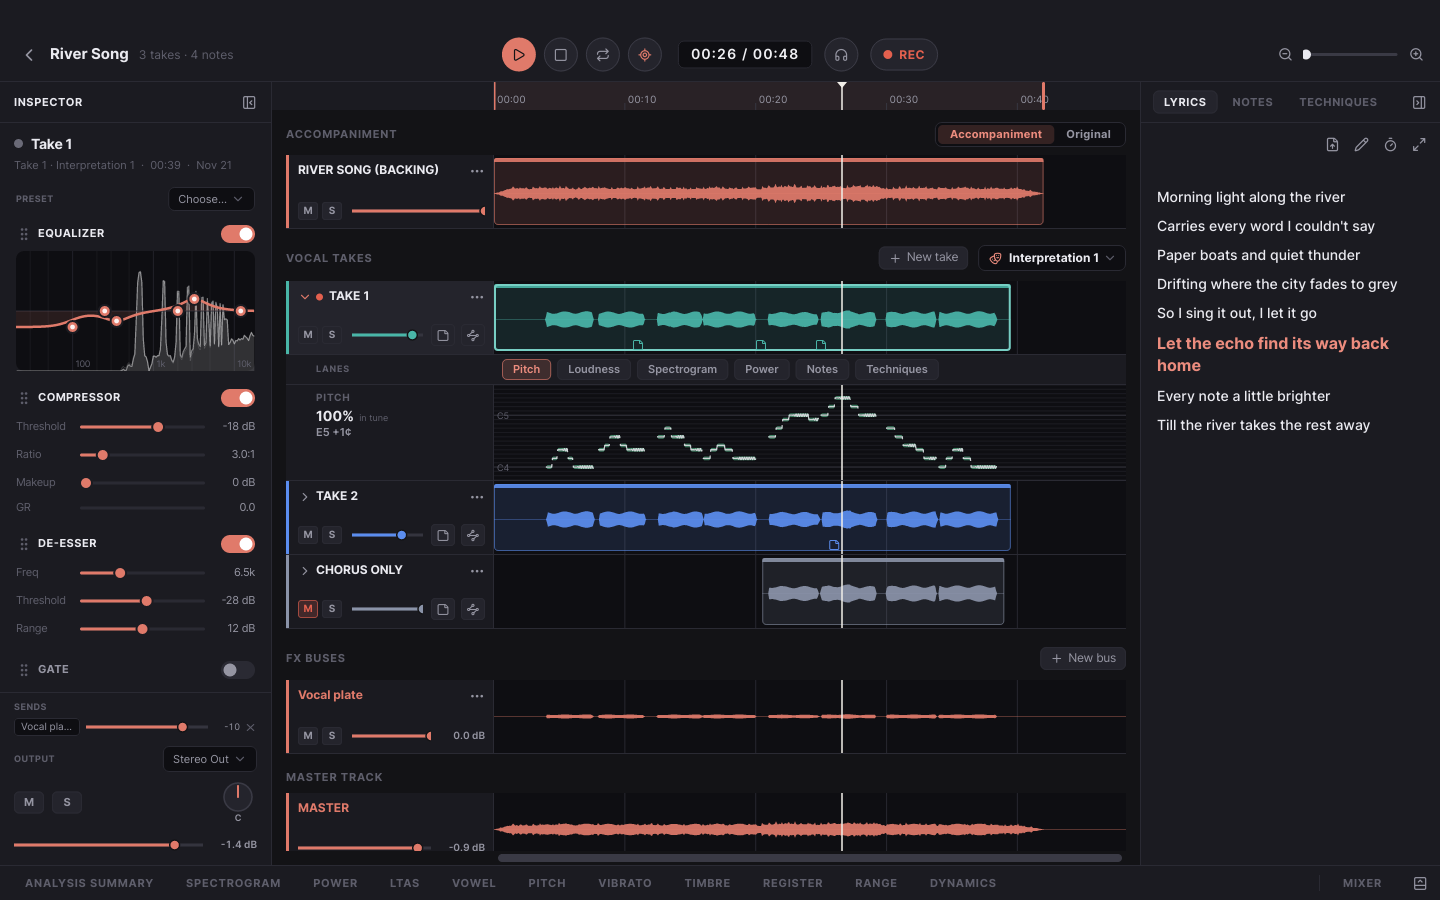 River Song 3 takes · 4 notes
00:26 / 00:48
REC
INSPECTOR
Take 1
Take 1 · Interpretation 1 · 00:39 · Nov 21
PRESET Choose...
EQUALIZER
100 1k 10k
COMPRESSOR
Threshold -18 dB
Ratio 3.0:1
Makeup 0 dB
GR 0.0
DE-ESSER
Freq 6.5k
Threshold -28 dB
Range 12 dB
GATE
SENDS
Vocal pla... -10
OUTPUT Stereo Out
M S
C
-1.4 dB
00:00 00:10 00:20 00:30 00:40
ACCOMPANIMENT
Accompaniment Original
RIVER SONG (BACKING)
M S
VOCAL TAKES
New take
Interpretation 1
TAKE 1
M S
LANES
Pitch Loudness Spectrogram Power Notes Techniques
PITCH
100% in tune
E5 +1¢
C5
C4
TAKE 2
M S
CHORUS ONLY
M S
FX BUSES
New bus
Vocal plate
M S 0.0 dB
MASTER TRACK
MASTER
-0.9 dB
LYRICS NOTES TECHNIQUES
Morning light along the river
Carries every word I couldn't say
Paper boats and quiet thunder
Drifting where the city fades to grey
So I sing it out, I let it go
Let the echo find its way back
home
Every note a little brighter
Till the river takes the rest away
ANALYSIS SUMMARY SPECTROGRAM POWER LTAS VOWEL PITCH VIBRATO TIMBRE REGISTER RANGE DYNAMICS MIXER